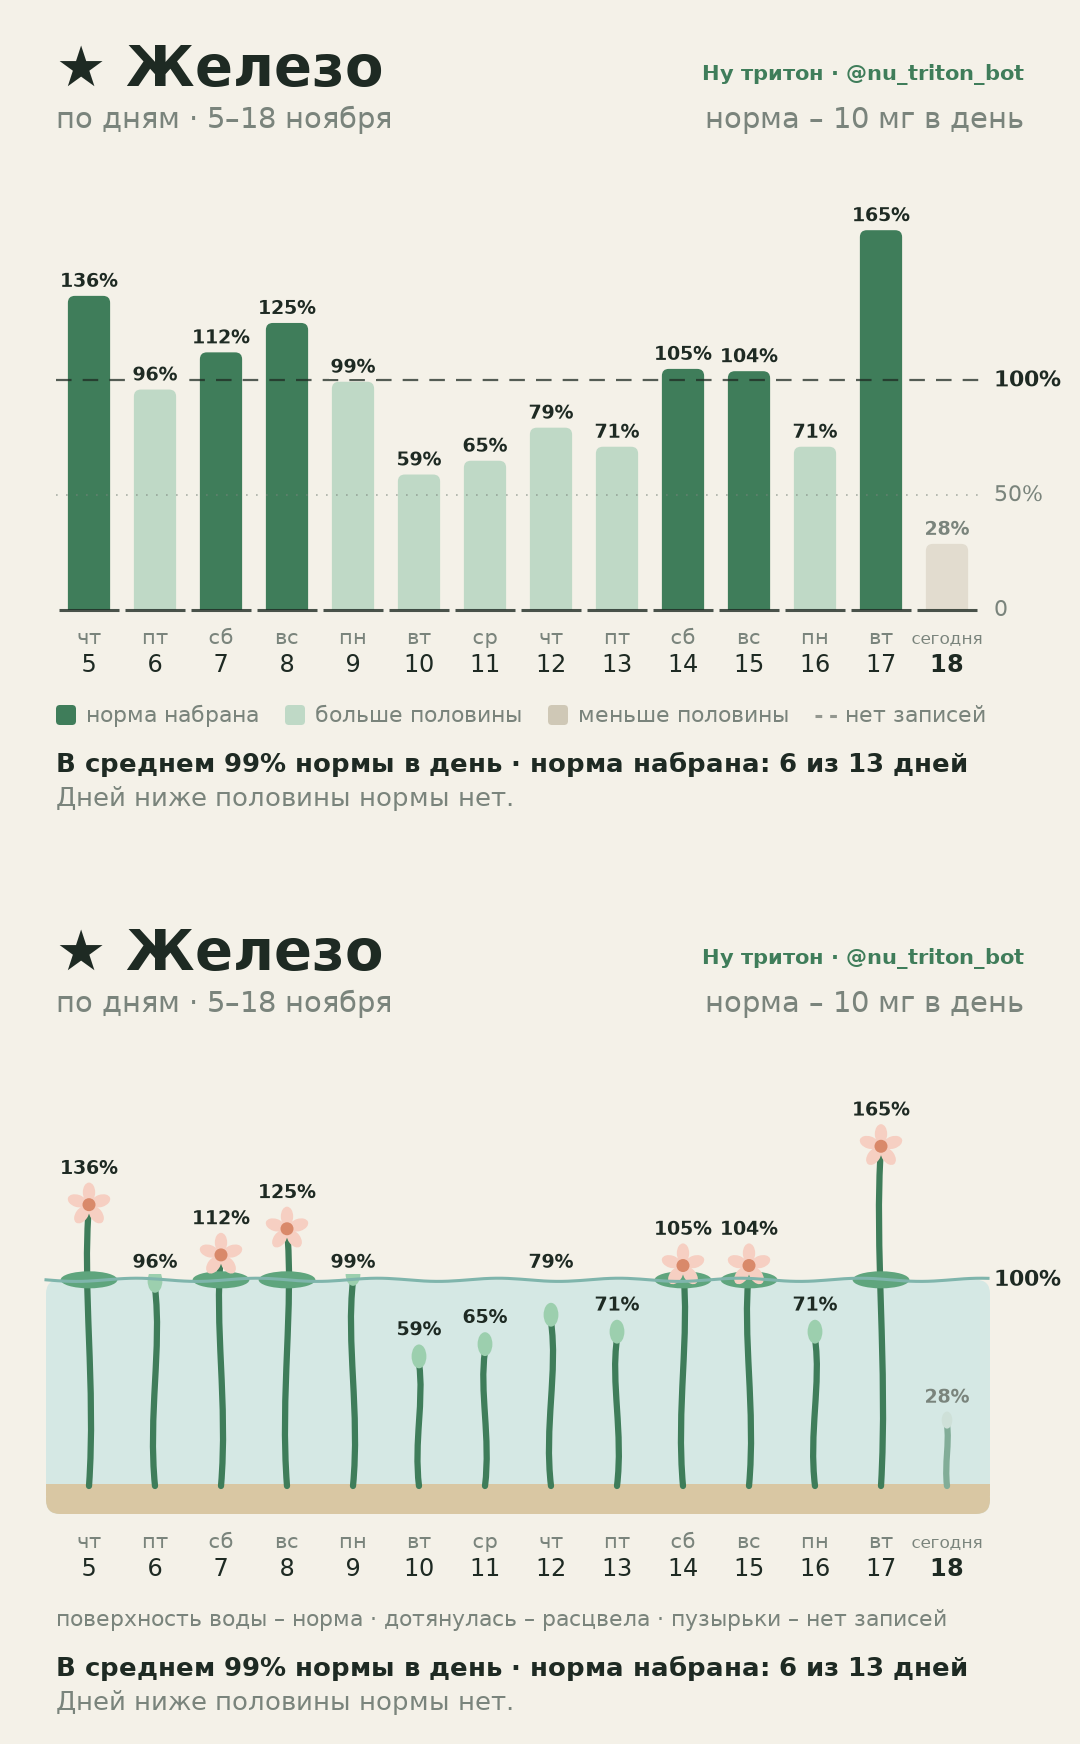 ★ Железо
Ну тритон · @nu_triton_bot
по дням · 5–18 ноября
норма – 10 мг в день
165%
136%
125%
112%
105% 104%
99%
96%
100%
79%
71%
71%
65%
59%
50%
28%
0
чт пт сб вс пн вт ср чт пт сб вс пн вт сегодня
5 6 7 8 9 10 11 12 13 14 15 16 17 18
норма набрана больше половины меньше половины -- нет записей
В среднем 99% нормы в день · норма набрана: 6 из 13 дней
Дней ниже половины нормы нет.
★ Железо
Ну тритон · @nu_triton_bot
по дням · 5–18 ноября
норма – 10 мг в день
165%
136%
125%
112%
105% 104%
96%
99%
79%
100%
71%
71%
65%
59%
28%
чт пт сб вс пн вт ср чт пт сб вс пн вт сегодня
5 6 7 8 9 10 11 12 13 14 15 16 17 18
поверхность воды – норма · дотянулась – расцвела · пузырьки – нет записей
В среднем 99% нормы в день · норма набрана: 6 из 13 дней
Дней ниже половины нормы нет.